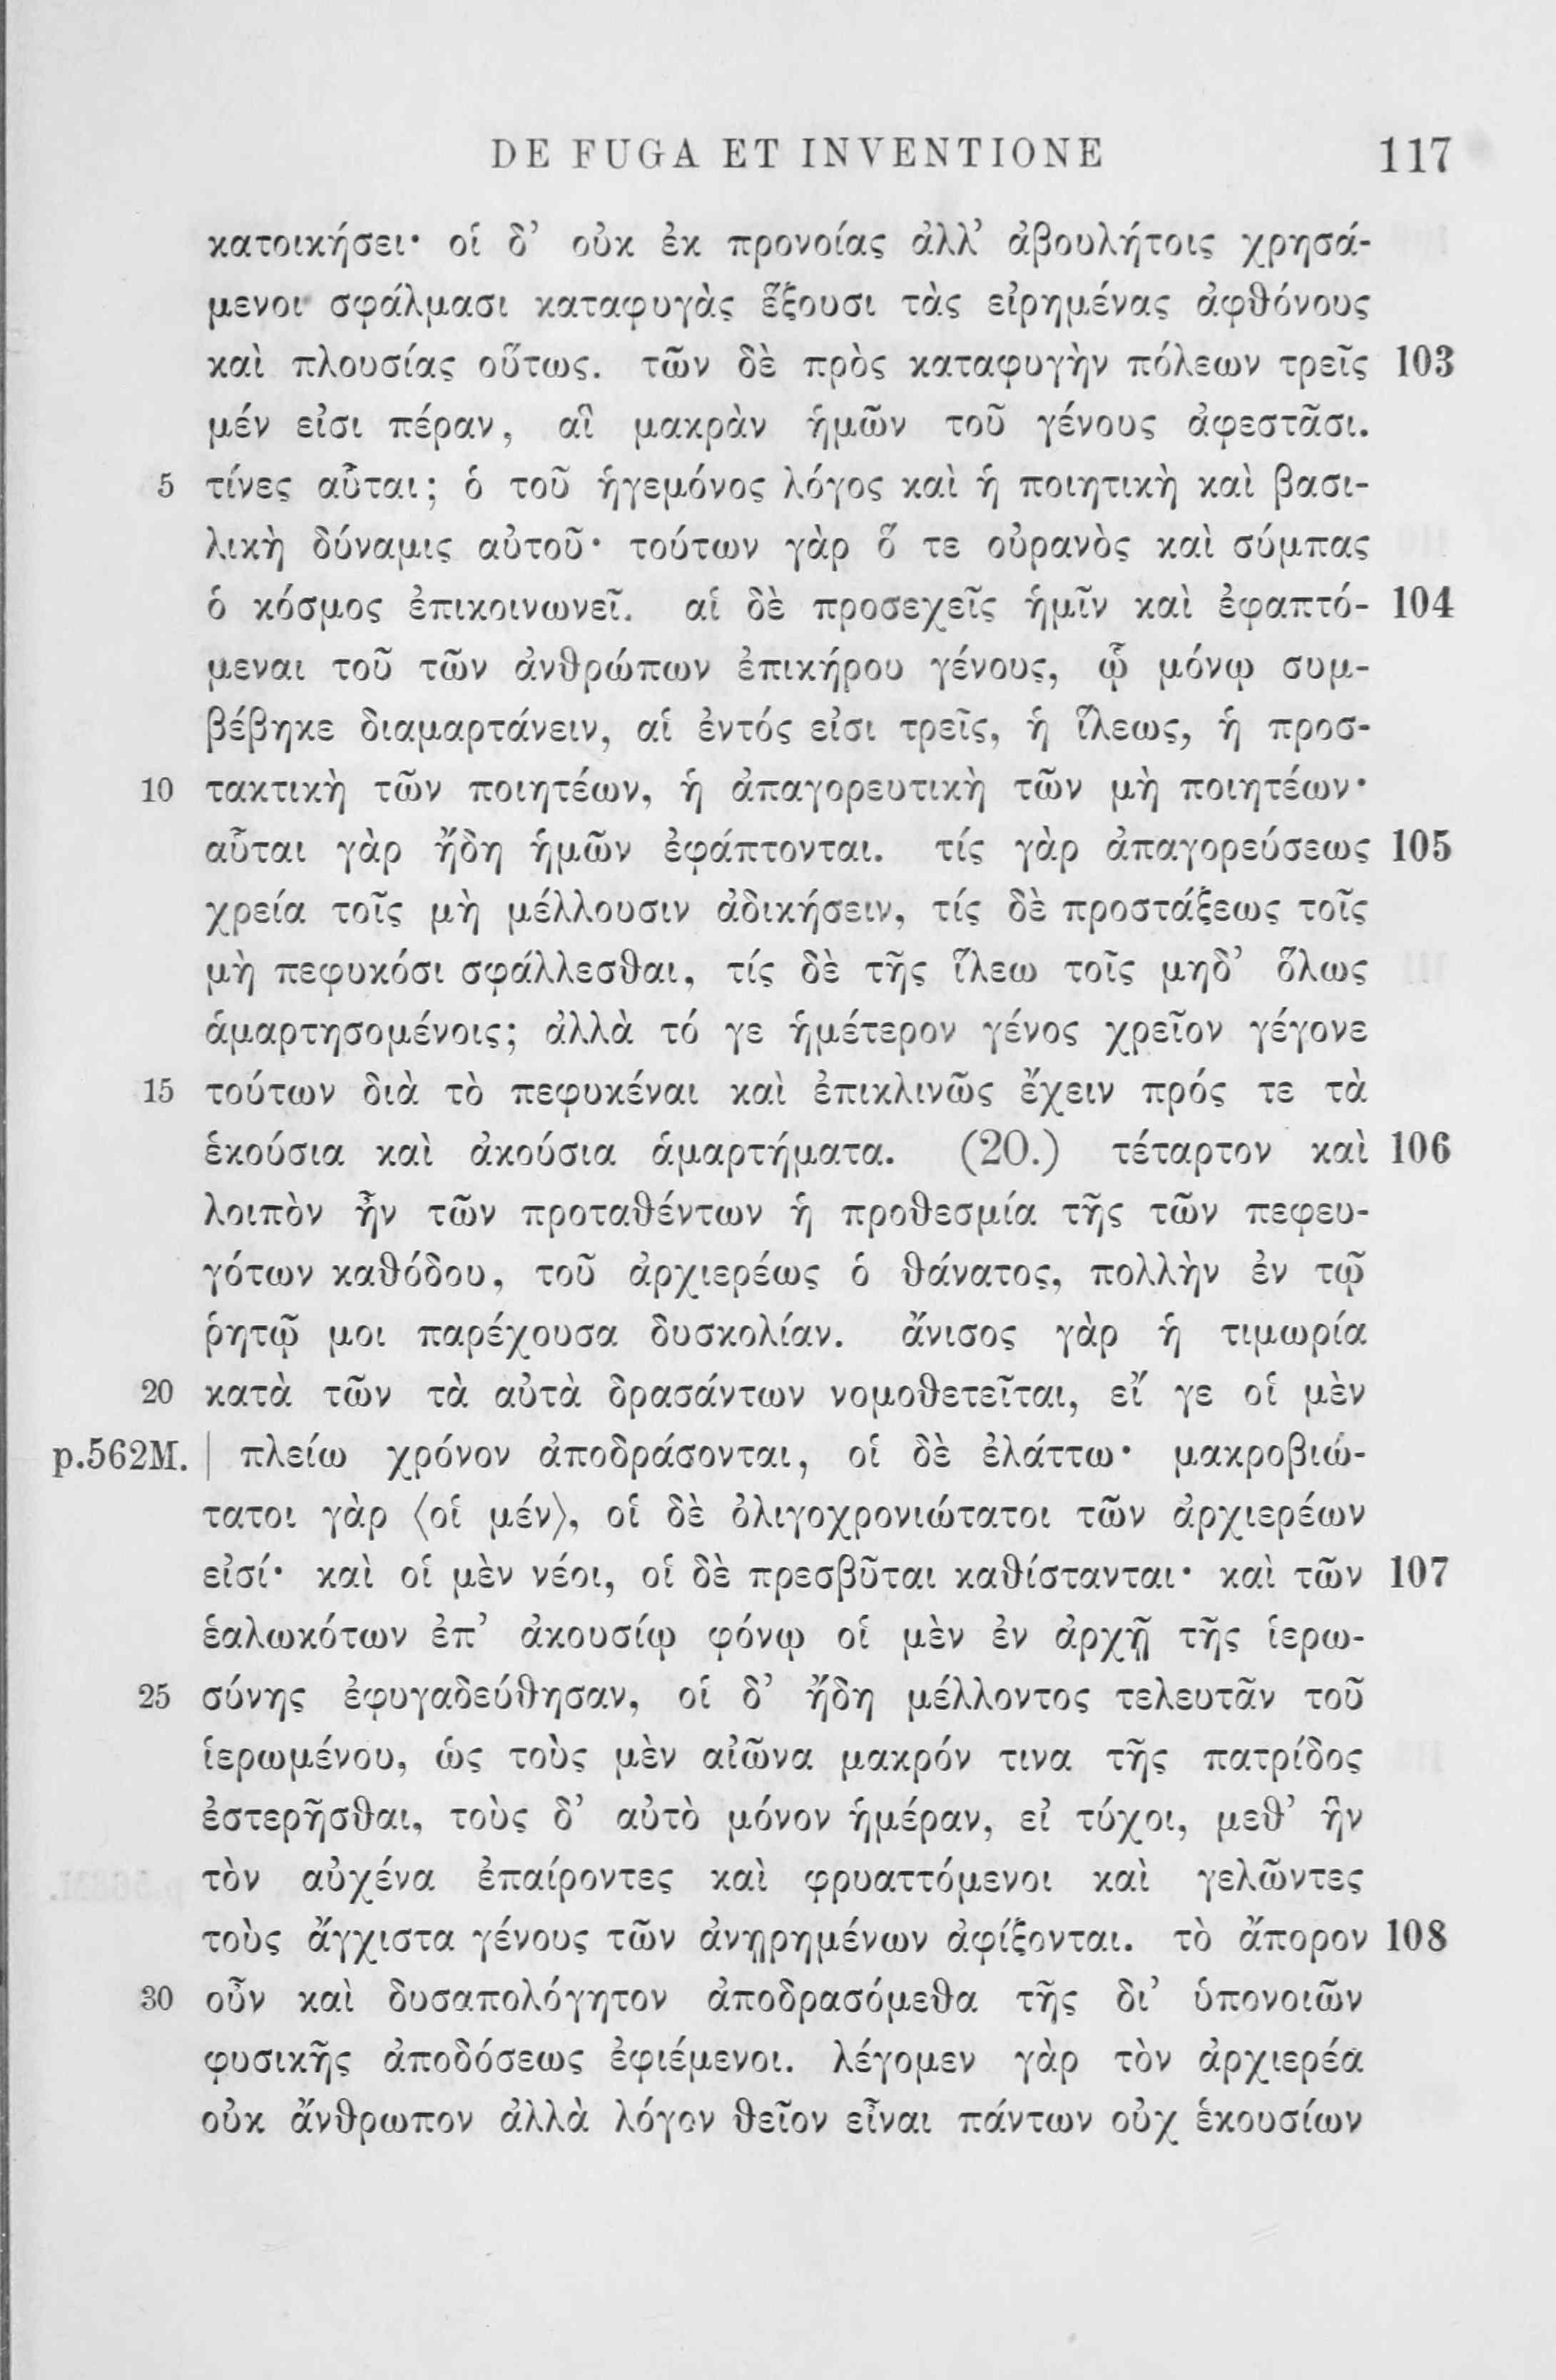 DE FUGA ET INVENTIONE 117
κατοικήσει· οἱ δ’ οὐκ ἐκ προνοίας ἀλλ’ ἀβουλήτοις χρησά-
μενοι σφάλμασι καταφυγὰς ἕξουσι τὰς εἰρημένας ἀφθόνους
καὶ πλουσίας οὕτως. τῶν δὲ πρὸς καταφυγὴν πόλεων τρεῖς 103
μέν εἰσι πέραν, αἳ μακρὰν ἡμῶν τοῦ γένους ἀφεστᾶσι.
5 τίνες αὗται; ὁ τοῦ ἡγεμόνος λόγος καὶ ἡ ποιητικὴ καὶ βασι-
λικὴ δύναμις αὐτοῦ· τούτων γὰρ ὅ τε οὐρανὸς καὶ σύμπας
ὁ κόσμος ἐπικοινωνεῖ. αἱ δὲ προσεχεῖς ἡμῖν καὶ ἐφαπτό- 104
μεναι τοῦ τῶν ἀνθρώπων ἐπικήρου γένους, ᾧ μόνῳ συμ-
βέβηκε διαμαρτάνειν, αἱ ἐντός εἰσι τρεῖς, ἡ ἵλεως, ἡ προσ-
10 τακτικὴ τῶν ποιητέων, ἡ ἀπαγορευτικὴ τῶν μὴ ποιητέων·
αὗται γὰρ ἤδη ἡμῶν ἐφάπτονται. τίς γὰρ ἀπαγορεύσεως 105
χρεία τοῖς μὴ μέλλουσιν ἀδικήσειν, τίς δὲ προστάξεως τοῖς
μὴ πεφυκόσι σφάλλεσθαι, τίς δὲ τῆς ἵλεω τοῖς μηδ’ ὅλως
ἁμαρτησομένοις; ἀλλὰ τό γε ἡμέτερον γένος χρεῖον γέγονε
15 τούτων διὰ τὸ πεφυκέναι καὶ ἐπικλινῶς ἔχειν πρός τε τὰ
ἑκούσια καὶ ἀκούσια ἁμαρτήματα. (20.) τέταρτον καὶ 106
λοιπὸν ἦν τῶν προταθέντων ἡ προθεσμία τῆς τῶν πεφευ-
γότων καθόδου, τοῦ ἀρχιερέως ὁ θάνατος, πολλὴν ἐν τῷ
ῥητῷ μοι παρέχουσα δυσκολίαν. ἄνισος γὰρ ἡ τιμωρία
20 κατὰ τῶν τὰ αὐτὰ δρασάντων νομοθετεῖται, εἴ γε οἱ μὲν
p.562M. | πλείω χρόνον ἀποδράσονται, οἱ δὲ ἐλάττω· μακροβιώ-
τατοι γὰρ ⟨οἱ μέν⟩, οἱ δὲ ὀλιγοχρονιώτατοι τῶν ἀρχιερέων
εἰσί· καὶ οἱ μὲν νέοι, οἱ δὲ πρεσβῦται καθίστανται· καὶ τῶν 107
ἑαλωκότων ἐπ’ ἀκουσίῳ φόνῳ οἱ μὲν ἐν ἀρχῇ τῆς ἱερω-
25 σύνης ἐφυγαδεύθησαν, οἱ δ’ ἤδη μέλλοντος τελευτᾶν τοῦ
ἱερωμένου, ὡς τοὺς μὲν αἰῶνα μακρόν τινα τῆς πατρίδος
ἐστερῆσθαι, τοὺς δ’ αὐτὸ μόνον ἡμέραν, εἰ τύχοι, μεθ’ ἣν
τὸν αὐχένα ἐπαίροντες καὶ φρυαττόμενοι καὶ γελῶντες
τοὺς ἄγχιστα γένους τῶν ἀνῃρημένων ἀφίξονται. τὸ ἄπορον 108
30 οὖν καὶ δυσαπολόγητον ἀποδρασόμεθα τῆς δι’ ὑπονοιῶν
φυσικῆς ἀποδόσεως ἐφιέμενοι. λέγομεν γὰρ τὸν ἀρχιερέα
οὐκ ἄνθρωπον ἀλλὰ λόγον θεῖον εἶναι πάντων οὐχ ἑκουσίων